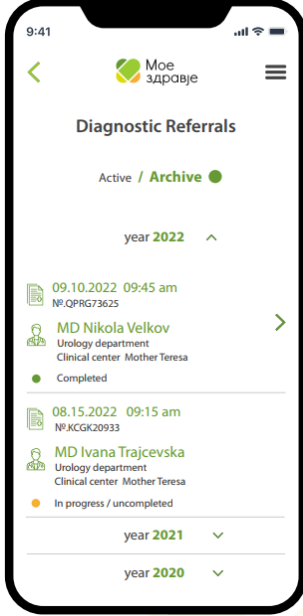 9:41
Мое
здравје
Diagnostic Referrals
Active / Archive
year 2022
09.10.2022 09:45 am
Nº.QPRG73625
MD Nikola Velkov
Urology department
Clinical center Mother Teresa
Completed
08.15.2022 09:15 am
Nº.KCGK20933
MD Ivana Trajcevska
Urology department
Clinical center Mother Teresa
In progress / uncompleted
year 2021
year 2020